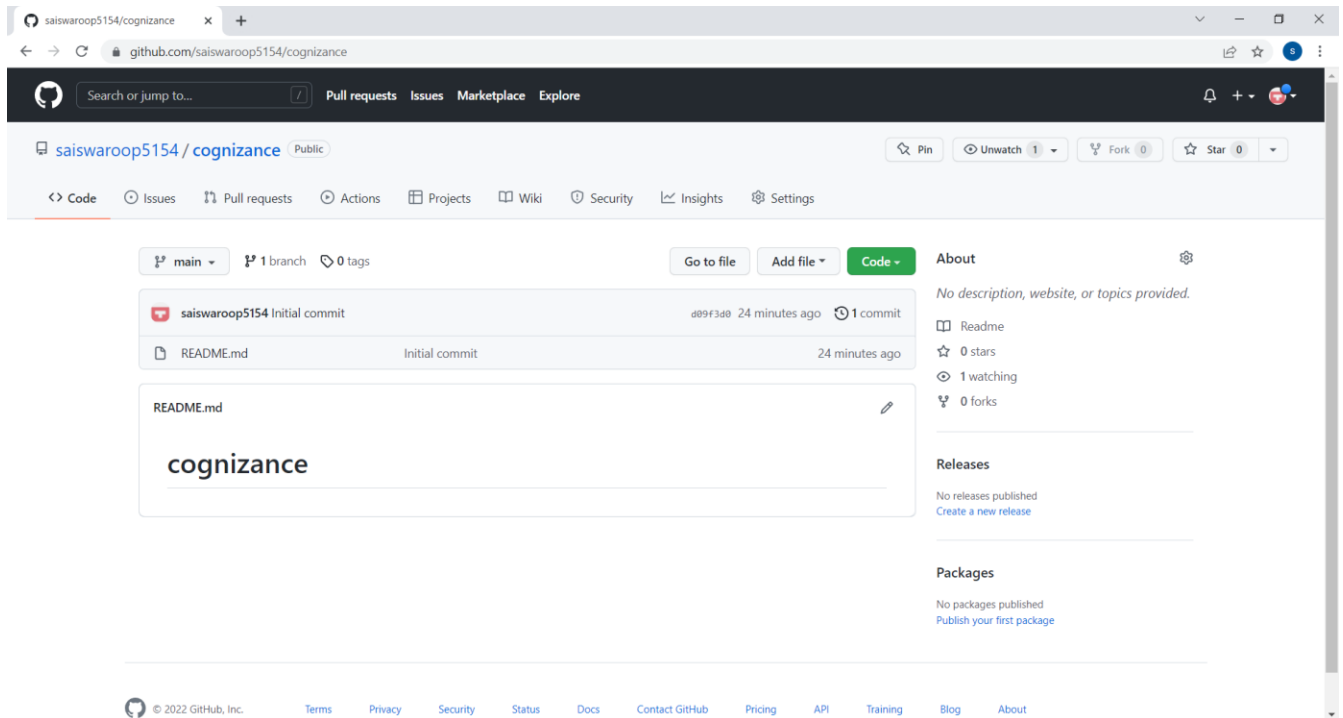 saiswaroop5154/cognizance
github.com/saiswaroop5154/cognizance
S
Search or jump to... /
Pull requests Issues Marketplace Explore
saiswaroop5154 / cognizance Public
Pin Unwatch 1 Fork 0 Star 0
Code Issues Pull requests Actions Projects Wiki Security Insights Settings
main 1 branch 0 tags Go to file Add file Code
saiswaroop5154 Initial commit d09f3d0 24 minutes ago 1 commit
README.md Initial commit 24 minutes ago
README.md
cognizance
About
No description, website, or topics provided.
Readme
0 stars
1 watching
0 forks
Releases
No releases published
Create a new release
Packages
No packages published
Publish your first package
© 2022 GitHub, Inc. Terms Privacy Security Status Docs Contact GitHub Pricing API Training Blog About